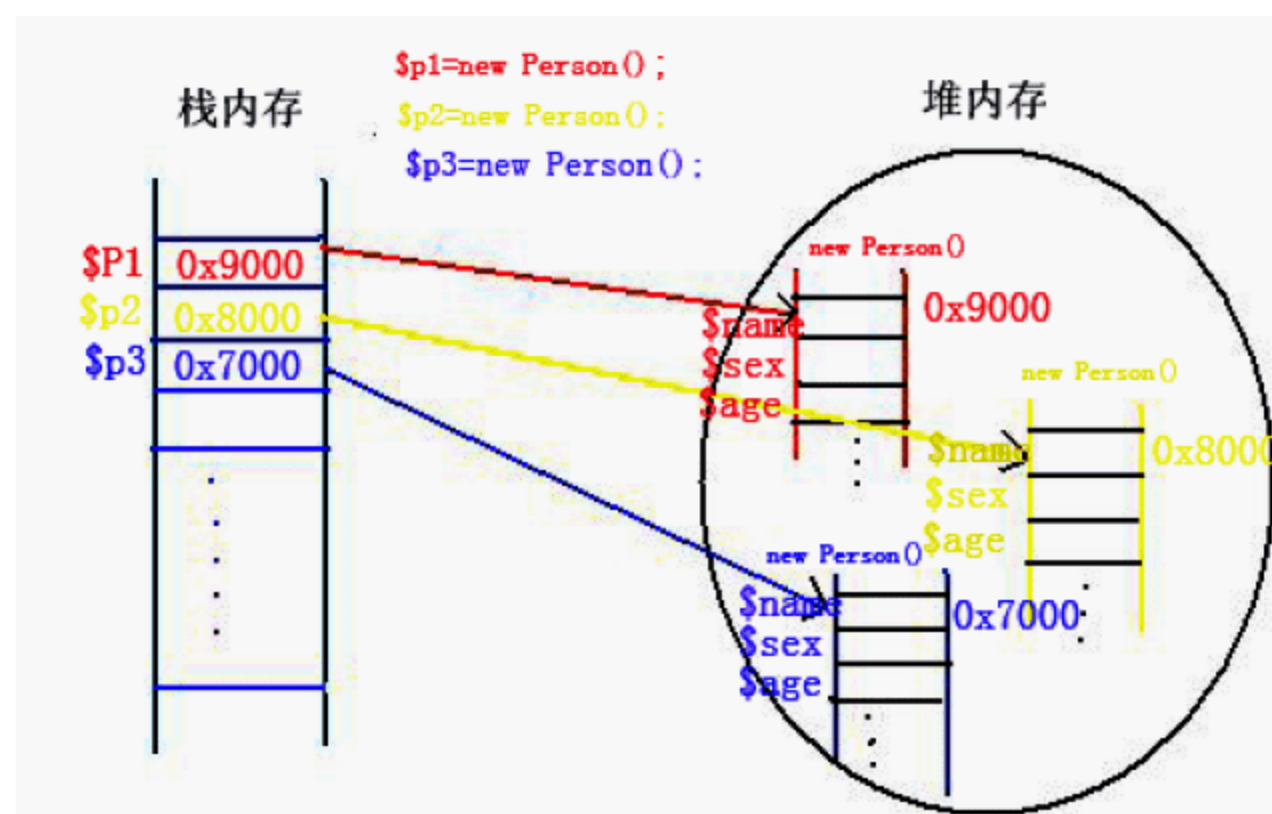 $p1=new Person();
$p2=new Person();
$p3=new Person();
栈内存
堆内存
$P1 0x9000
$p2 0x8000
$p3 0x7000
new Person()
0x9000
$name
$sex
$age
new Person()
0x8000
$name
$sex
$age
new Person()
0x7000
$name
$sex
$age